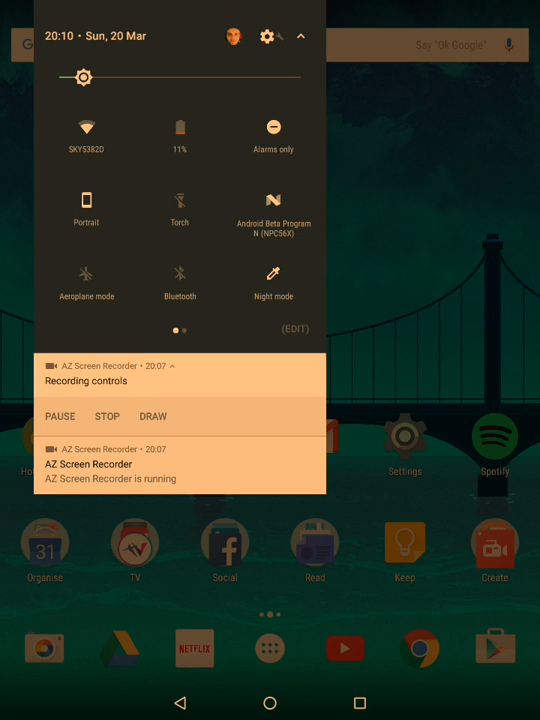 20:10 • Sun, 20 Mar
G
Say "Ok Google"
SKY5382D
11%
Alarms only
Portrait
Torch
Android Beta Program
N (NPC56X)
Aeroplane mode
Bluetooth
Night mode
(EDIT)
AZ Screen Recorder • 20:07
Recording controls
PAUSE STOP DRAW
AZ Screen Recorder • 20:07
AZ Screen Recorder
AZ Screen Recorder is running
Settings
Spotify
31
Organise
TV
Social
Read
Keep
Create
NETFLIX